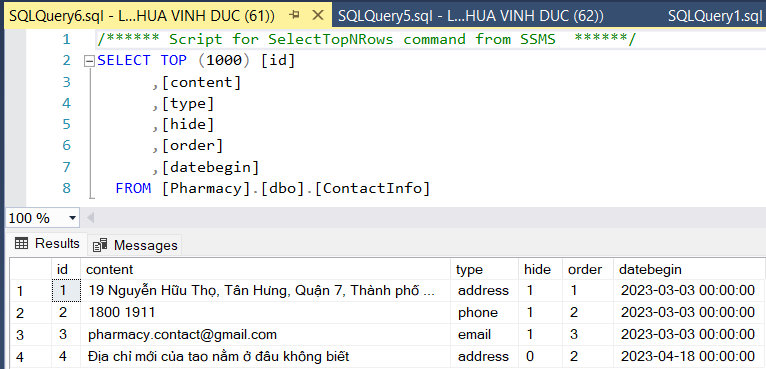 SQLQuery6.sql - L...HUA VINH DUC (61)) SQLQuery5.sql - L...HUA VINH DUC (62)) SQLQuery1.sql
1 /****** Script for SelectTopNRows command from SSMS ******/
2 SELECT TOP (1000) [id]
3 ,[content]
4 ,[type]
5 ,[hide]
6 ,[order]
7 ,[datebegin]
8 FROM [Pharmacy].[dbo].[ContactInfo]
100 %
Results Messages
id content type hide order datebegin
1 1 19 Nguyễn Hữu Thọ, Tân Hưng, Quận 7, Thành phố ... address 1 1 2023-03-03 00:00:00
2 2 1800 1911 phone 1 2 2023-03-03 00:00:00
3 3 pharmacy.contact@gmail.com email 1 3 2023-03-03 00:00:00
4 4 Địa chỉ mới của tao nằm ở đâu không biết address 0 2 2023-04-18 00:00:00